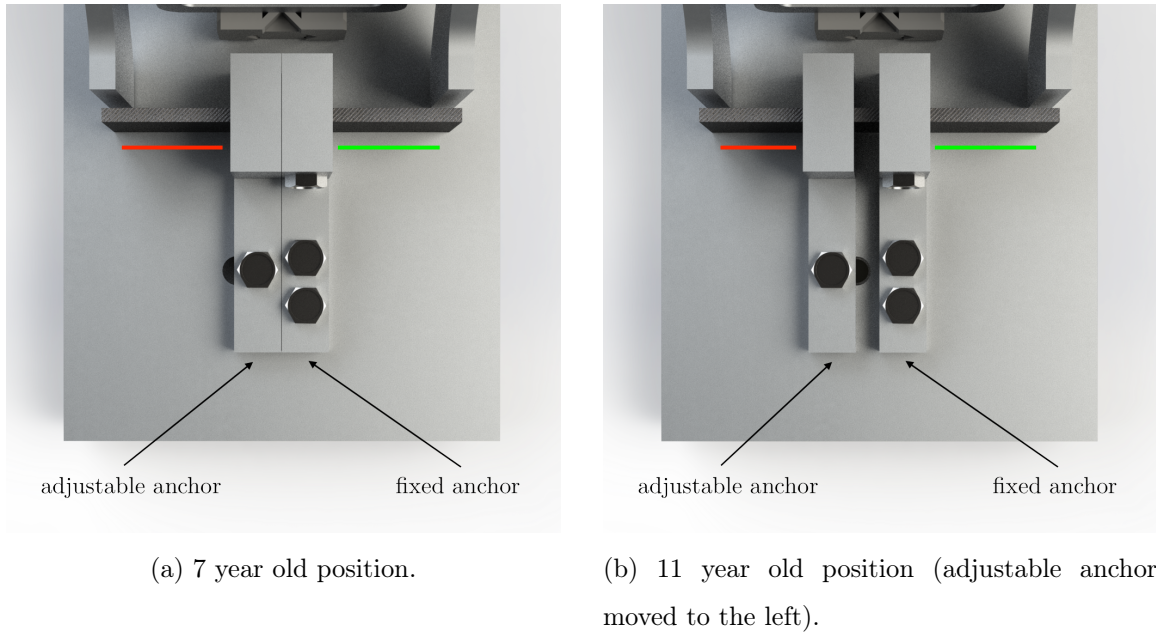 adjustable anchor
fixed anchor
adjustable anchor
fixed anchor
(a) 7 year old position.
(b) 11 year old position (adjustable anchor
moved to the left).